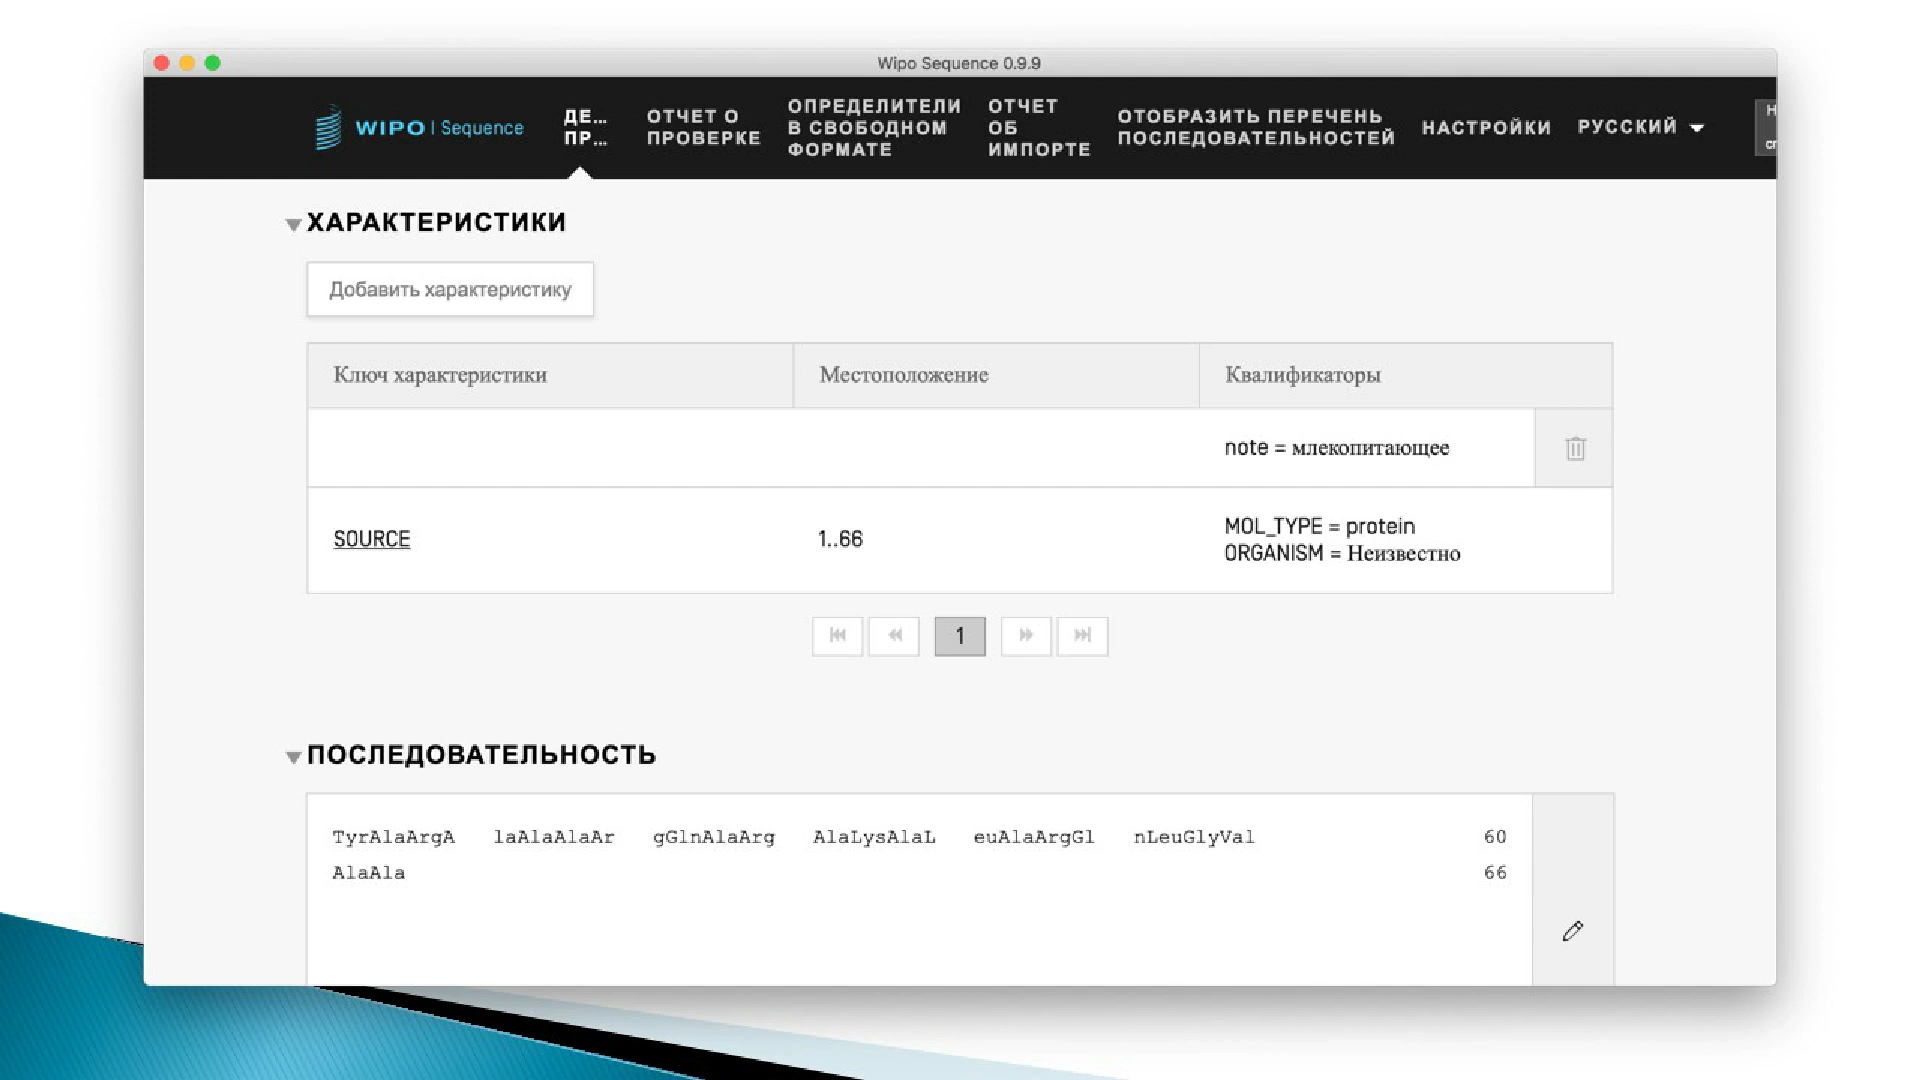 Wipo Sequence 0.9.9
WIPO | Sequence
ДЕ...
ПР...
ОТЧЕТ О
ПРОВЕРКЕ
ОПРЕДЕЛИТЕЛИ
В СВОБОДНОМ
ФОРМАТЕ
ОТЧЕТ
ОБ
ИМПОРТЕ
ОТОБРАЗИТЬ ПЕРЕЧЕНЬ
ПОСЛЕДОВАТЕЛЬНОСТЕЙ
НАСТРОЙКИ
РУССКИЙ
ХАРАКТЕРИСТИКИ
Добавить характеристику
Ключ характеристики Местоположение Квалификаторы
note = млекопитающее
SOURCE 1..66 MOL_TYPE = protein
ORGANISM = Неизвестно
1
ПОСЛЕДОВАТЕЛЬНОСТЬ
TyrAlaArgA laAlaAlaAr gGlnAlaArg AlaLysAlaL euAlaArgGl nLeuGlyVal 60
AlaAla 66